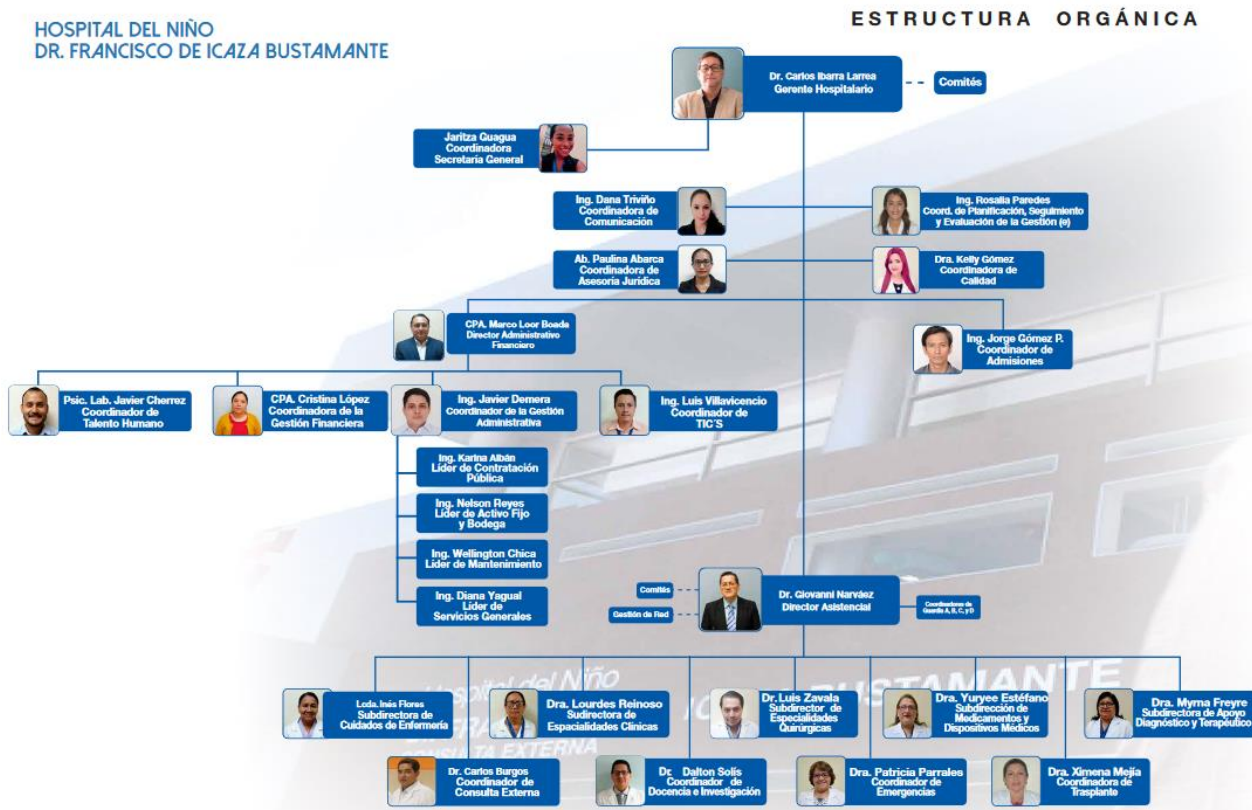 HOSPITAL DEL NIÑO
DR. FRANCISCO DE ICAZA BUSTAMANTE
ESTRUCTURA ORGÁNICA
Dr. Carlos Ibarra Larrea
Gerente Hospitalario
Comités
Jaritza Guagua
Coordinadora
Secretaría General
Ing. Dana Triviño
Coordinadora de
Comunicación
Ing. Rosalia Paredes
Coord. de Planificación, Seguimiento
y Evaluación de la Gestión (e)
Ab. Paulina Abarca
Coordinadora de
Asesoría Jurídica
Dra. Kelly Gómez
Coordinadora de
Calidad
CPA. Marco Loor Boada
Director Administrativo
Financiero
Ing. Jorge Gómez P.
Coordinador de
Admisiones
Psic. Lab. Javier Cherrez
Coordinador de
Talento Humano
CPA. Cristina López
Coordinadora de la
Gestión Financiera
Ing. Javier Demera
Coordinador de la Gestión
Administrativa
Ing. Luis Villavicencio
Coordinador de
TIC´S
Ing. Karina Albán
Líder de Contratación
Pública
Ing. Nelson Reyes
Líder de Activo Fijo
y Bodega
Ing. Wellington Chica
Líder de Mantenimiento
Ing. Diana Yagual
Líder de
Servicios Generales
Comités
Gestión de Red
Dr. Giovanni Narváez
Director Asistencial
Coordinadores de
Guardia A, B, C, y D
Lcda. Inés Flores
Subdirectora de
Cuidados de Enfermería
Dra. Lourdes Reinoso
Sudirectora de
Espacialidades Clínicas
Dr. Luis Zavala
Subdirector de
Especialidades
Quirúrgicas
Dra. Yuryee Estéfano
Subdirección de
Medicamentos y
Dispositivos Médicos
Dra. Myrna Freyre
Subdirectora de Apoyo
Diagnóstico y Terapéutico
Hospital del Niño
BUSTAMANTE
CONSULTA EXTERNA
Dr. Carlos Burgos
Coordinador de
Consulta Externa
Dr. Dalton Solís
Coordinador de
Docencia e Investigación
Dra. Patricia Parrales
Coordinador de
Emergencias
Dra. Ximena Mejía
Coordinadora de
Trasplante